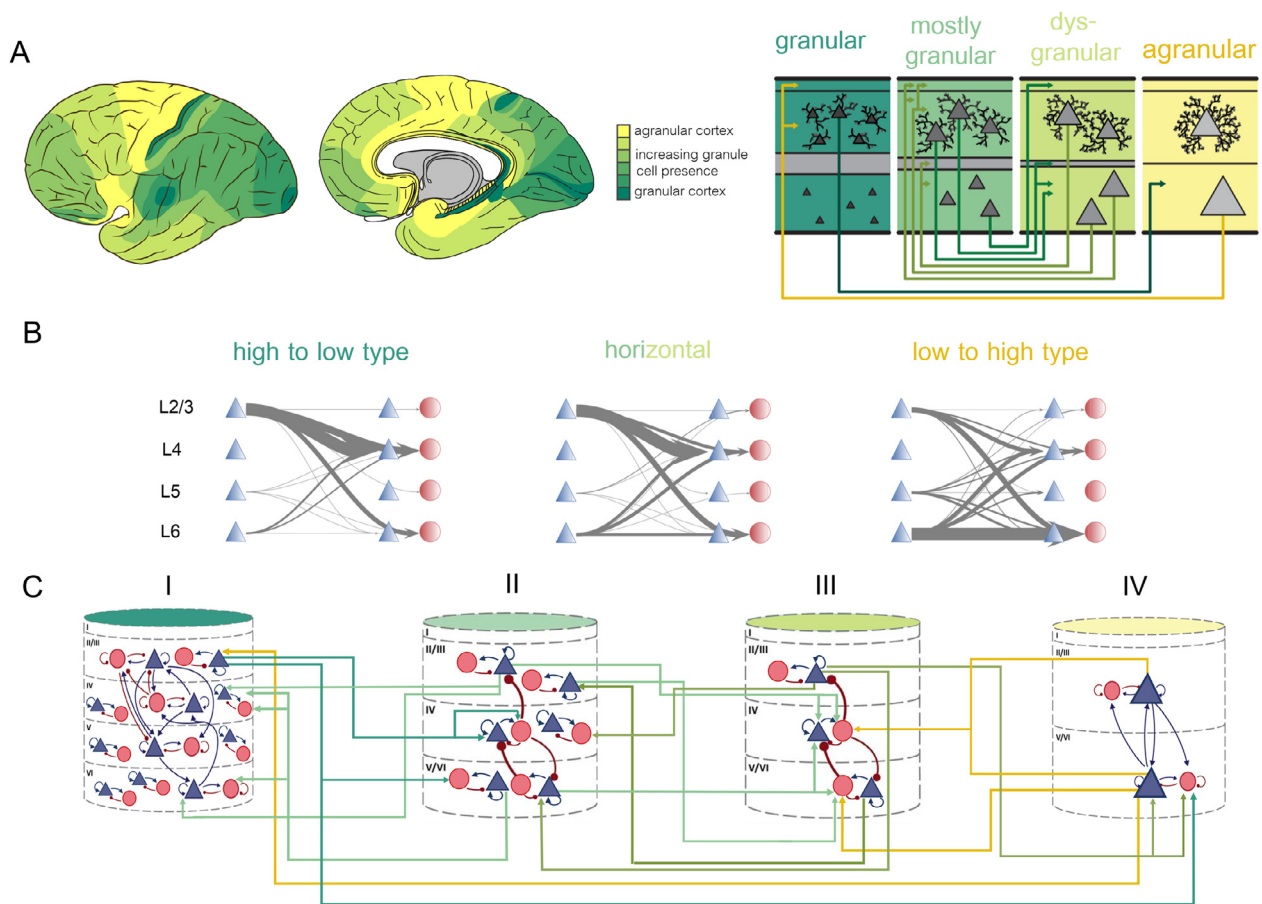 A
granular
mostly
granular
dys-
granular
agranular
agranular cortex
increasing granule
cell presence
granular cortex
B
high to low type
horizontal
low to high type
L2/3
L4
L5
L6
C
I
II
III
IV
I
II/III
IV
V
VI
I
II/III
IV
V/VI
I
II/III
IV
V/VI
I
II/III
V/VI